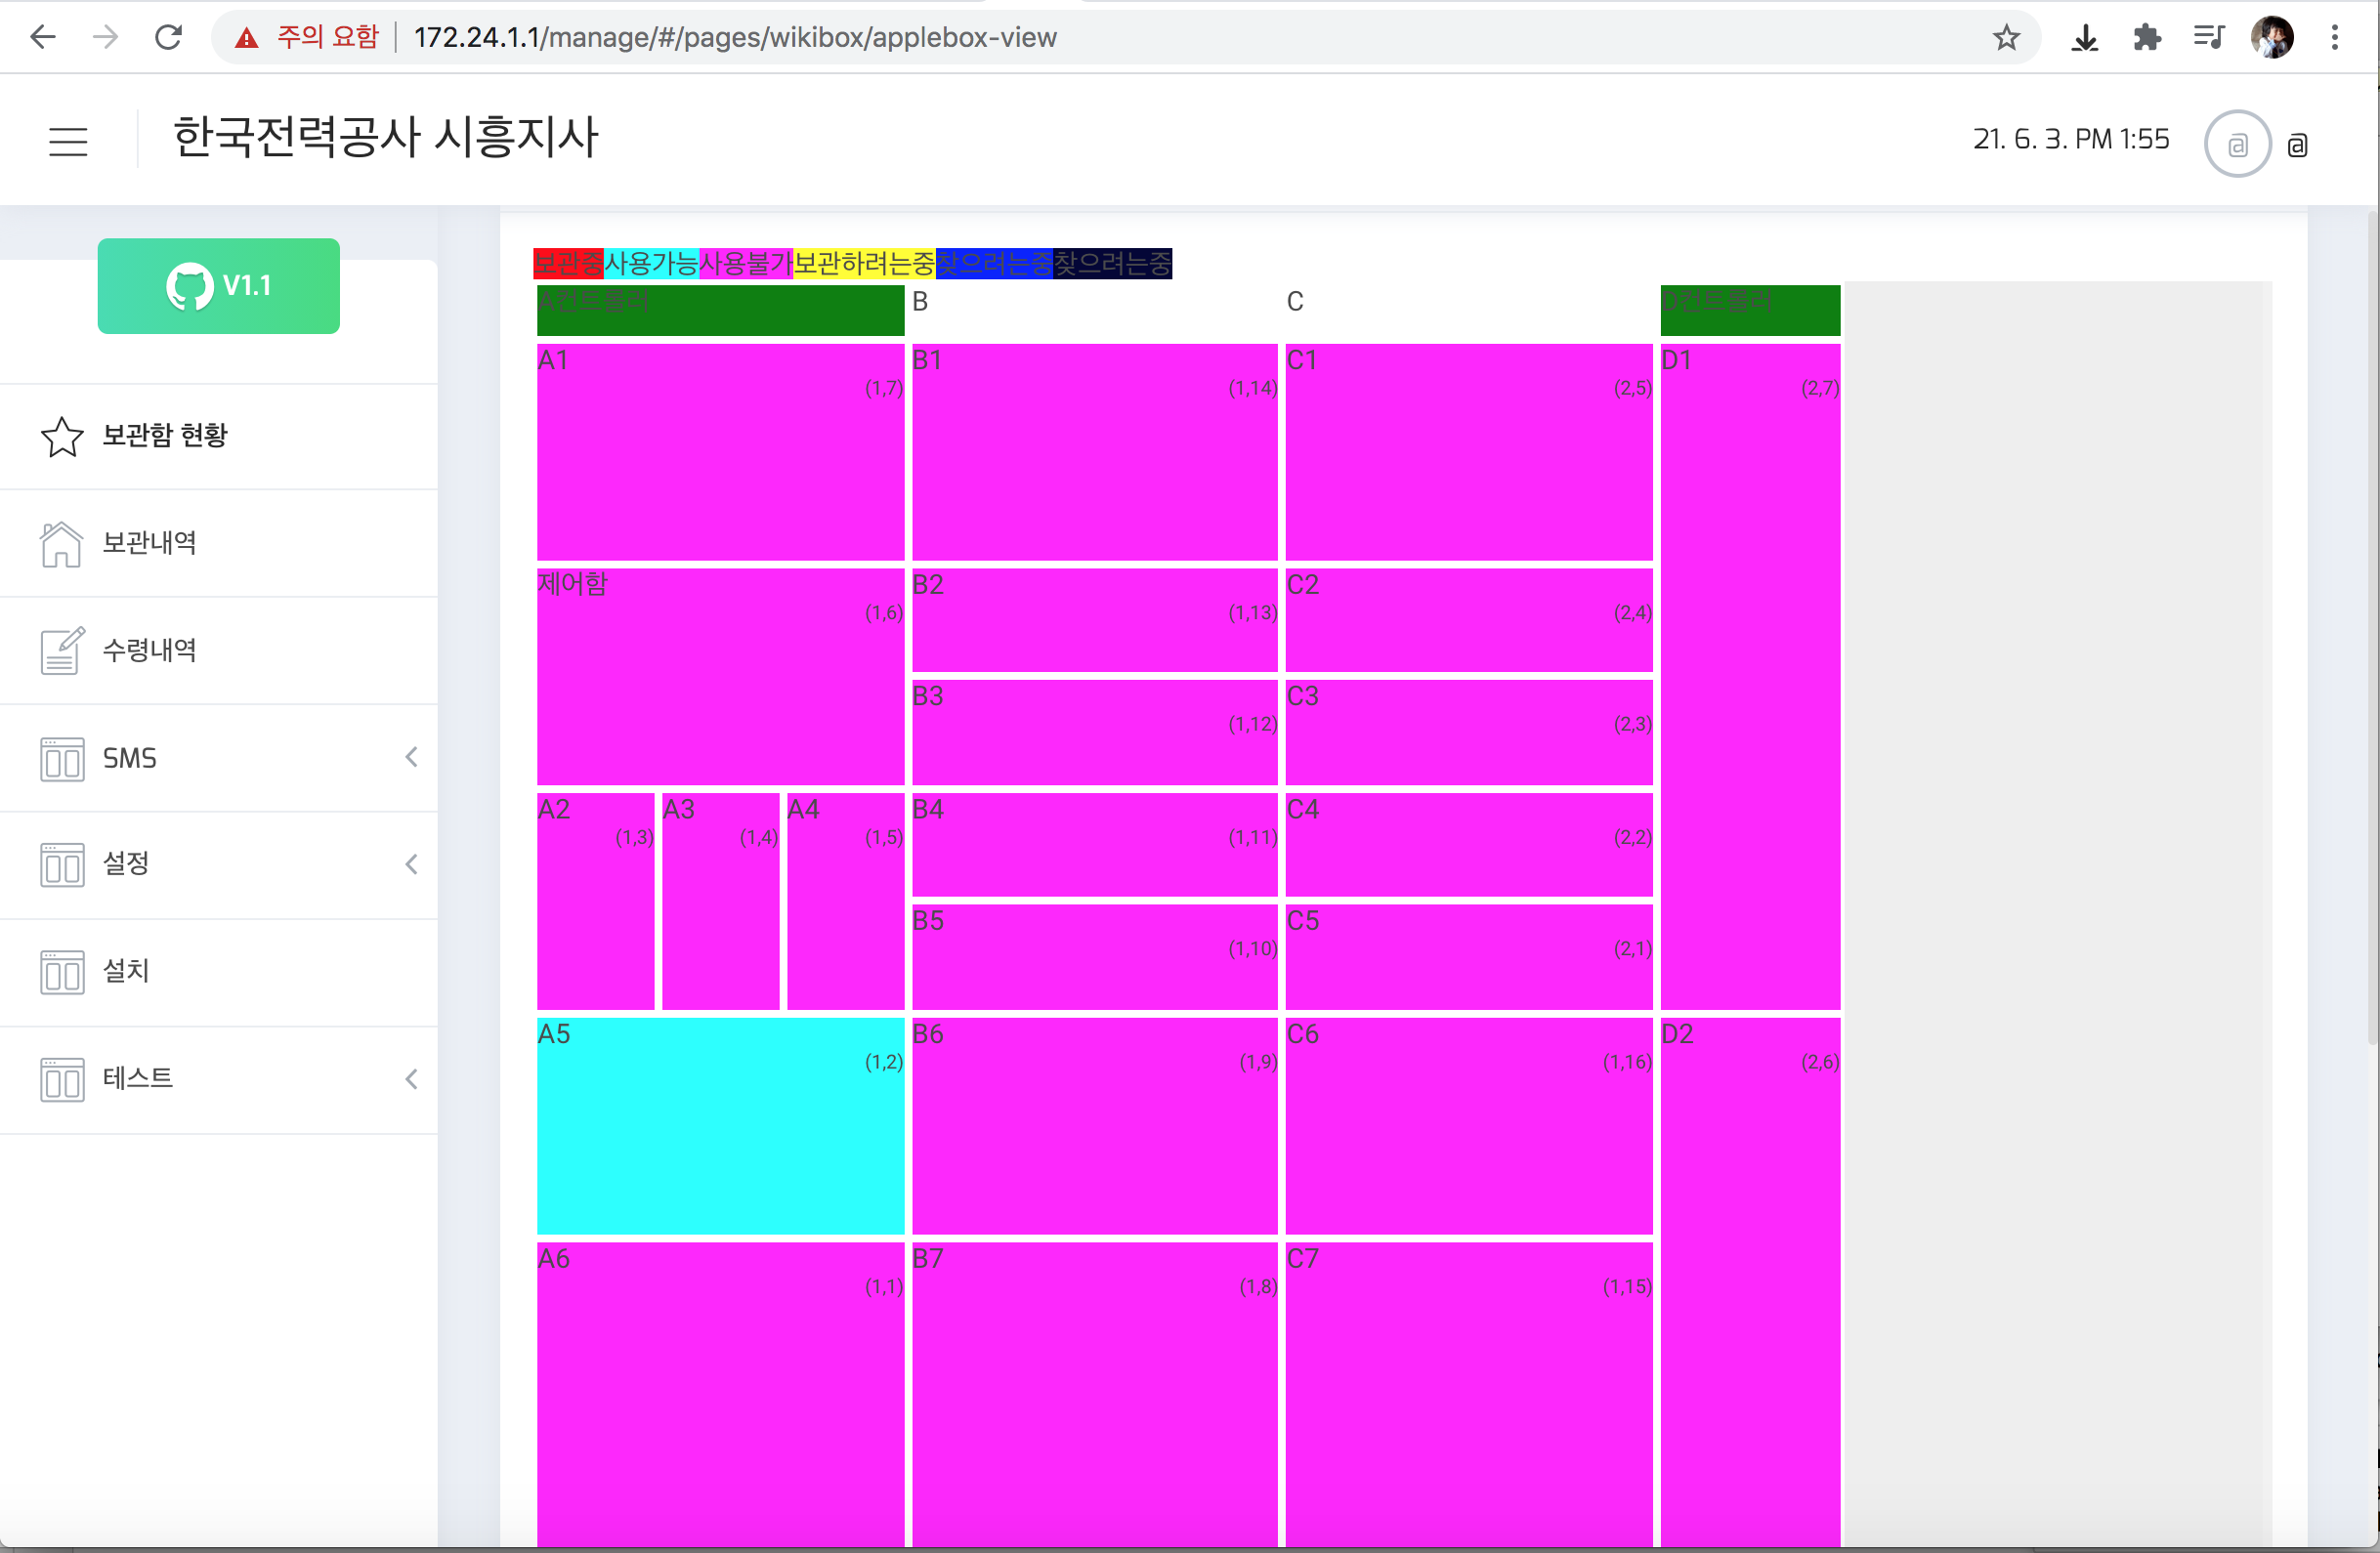 주의 요함 172.24.1.1/manage/#/pages/wikibox/applebox-view
한국전력공사 시흥지사
21. 6. 3. PM 1:55
@ @
V1.1
보관함 현황
보관내역
수령내역
SMS
설정
설치
테스트
보관중사용가능사용불가보관하려는중찾으려는중찾으려는중
A컨트롤러 B C D컨트롤러
A1 (1,7)
B1 (1,14)
C1 (2,5)
D1 (2,7)
제어함 (1,6)
B2 (1,13)
C2 (2,4)
B3 (1,12)
C3 (2,3)
A2 (1,3)
A3 (1,4)
A4 (1,5)
B4 (1,11)
C4 (2,2)
B5 (1,10)
C5 (2,1)
A5 (1,2)
B6 (1,9)
C6 (1,16)
D2 (2,6)
A6 (1,1)
B7 (1,8)
C7 (1,15)